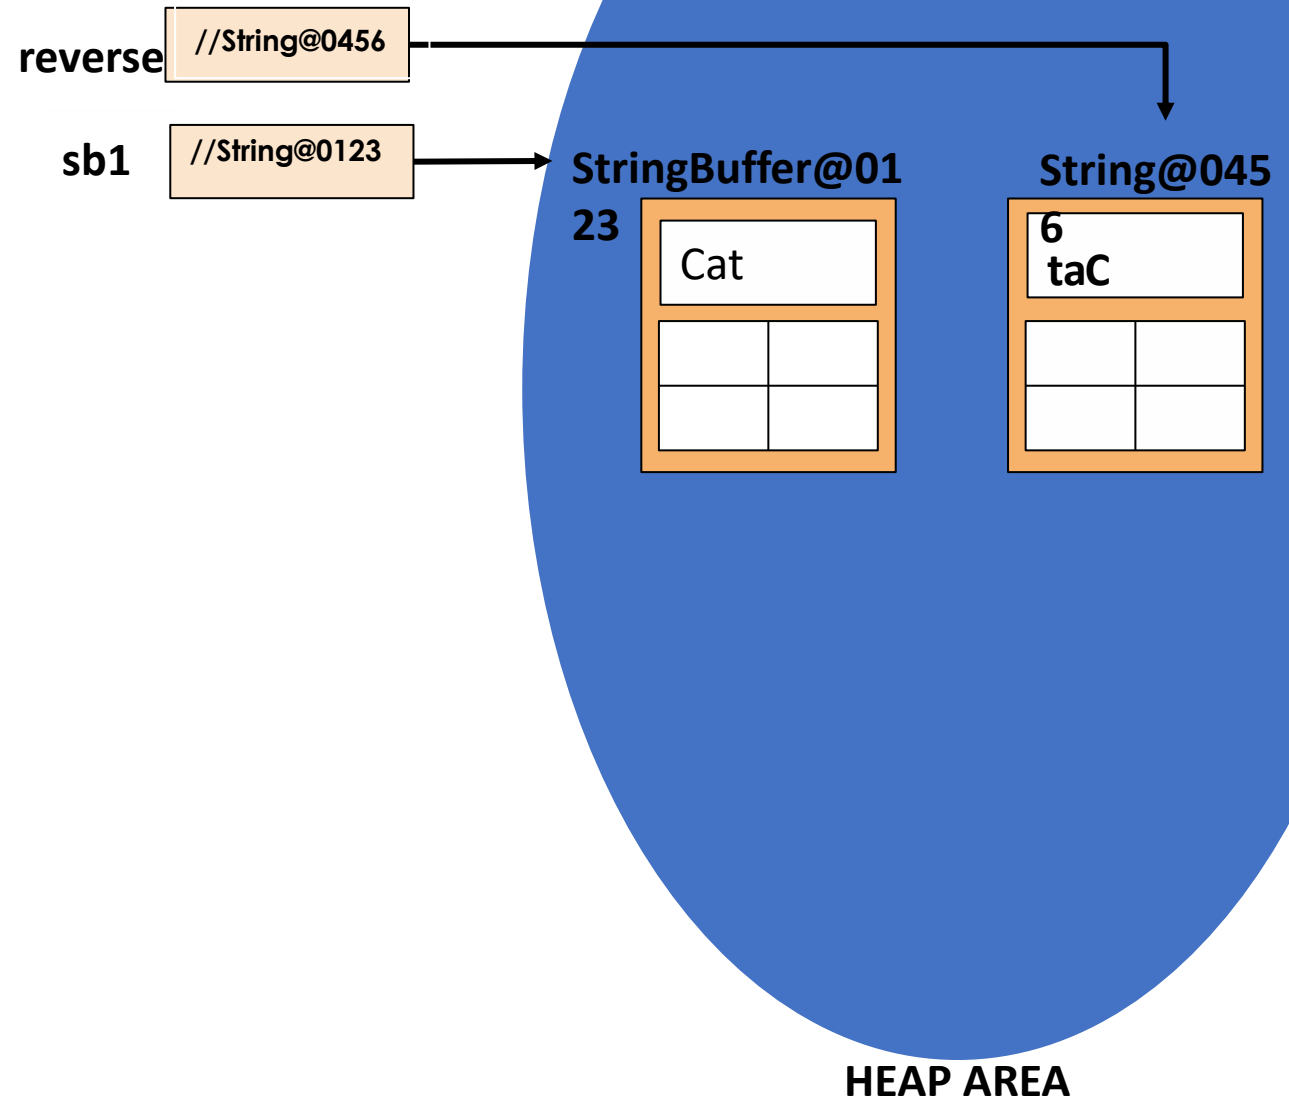 reverse
//String@0456
sb1
//String@0123
StringBuffer@01
23
Cat
String@045
6
taC
HEAP AREA